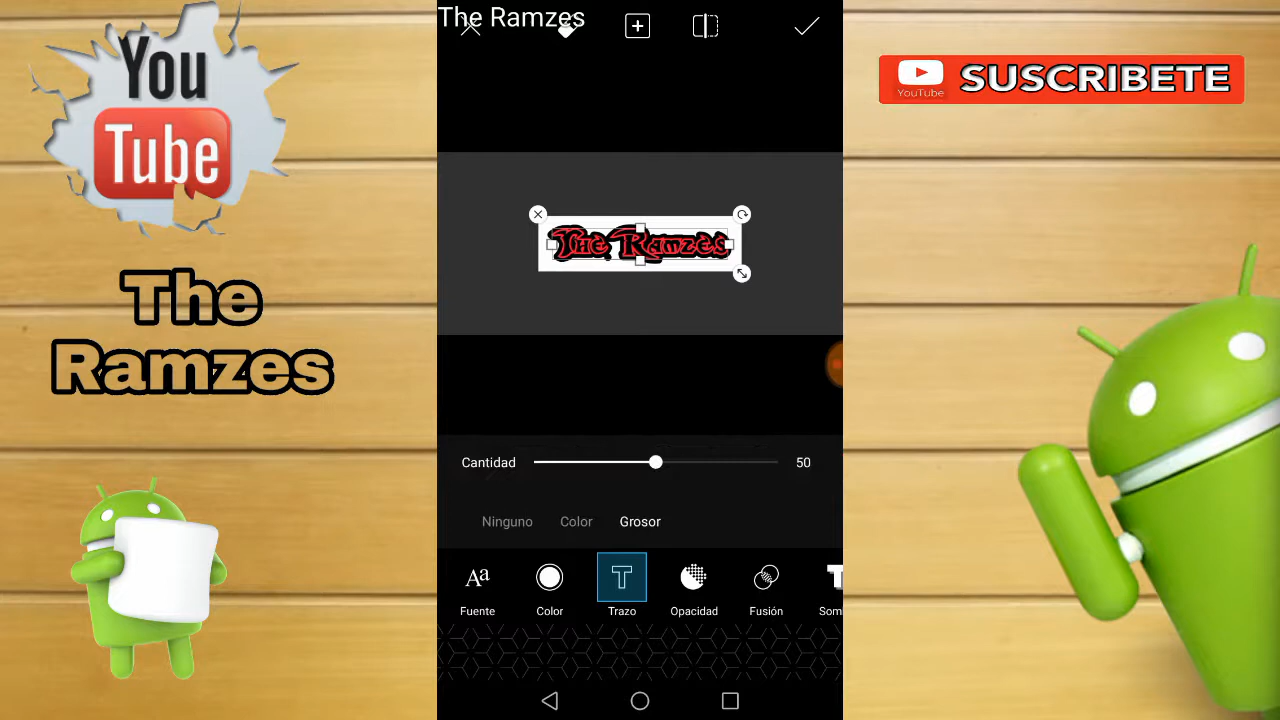 The Ramzes
You
Tube
The
Ramzes
YouTube
SUSCRIBETE
The Ramzes
Cantidad
50
Ninguno
Color
Grosor
Aa
T
Fuente
Color
Trazo
Opacidad
Fusión
Som